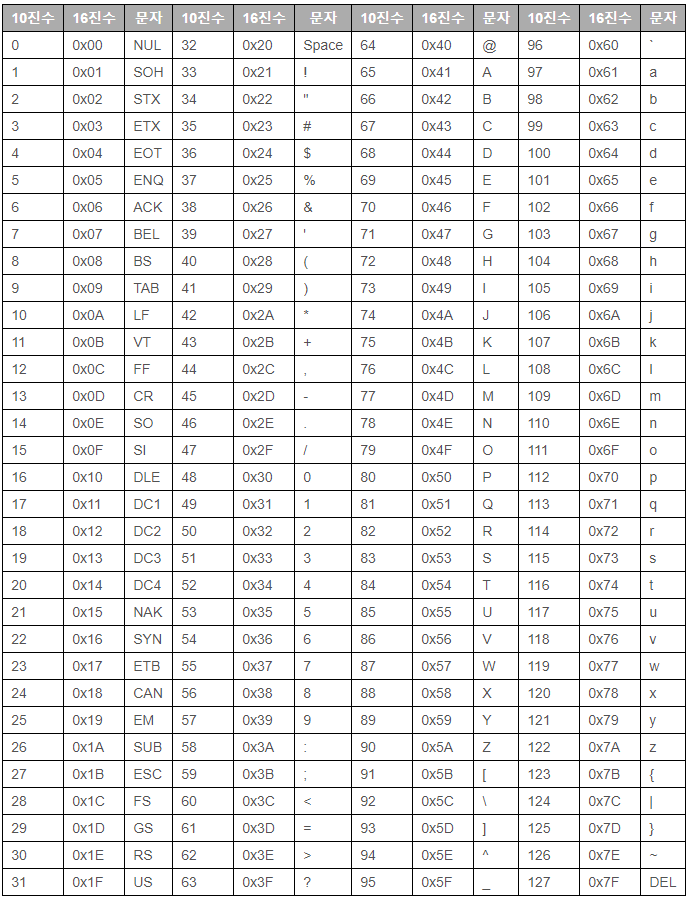 10진수 16진수 문자 10진수 16진수 문자 10진수 16진수 문자 10진수 16진수 문자
0 0x00 NUL 32 0x20 Space 64 0x40 @ 96 0x60 `
1 0x01 SOH 33 0x21 ! 65 0x41 A 97 0x61 a
2 0x02 STX 34 0x22 " 66 0x42 B 98 0x62 b
3 0x03 ETX 35 0x23 # 67 0x43 C 99 0x63 c
4 0x04 EOT 36 0x24 $ 68 0x44 D 100 0x64 d
5 0x05 ENQ 37 0x25 % 69 0x45 E 101 0x65 e
6 0x06 ACK 38 0x26 & 70 0x46 F 102 0x66 f
7 0x07 BEL 39 0x27 ' 71 0x47 G 103 0x67 g
8 0x08 BS 40 0x28 ( 72 0x48 H 104 0x68 h
9 0x09 TAB 41 0x29 ) 73 0x49 I 105 0x69 i
10 0x0A LF 42 0x2A * 74 0x4A J 106 0x6A j
11 0x0B VT 43 0x2B + 75 0x4B K 107 0x6B k
12 0x0C FF 44 0x2C , 76 0x4C L 108 0x6C l
13 0x0D CR 45 0x2D - 77 0x4D M 109 0x6D m
14 0x0E SO 46 0x2E . 78 0x4E N 110 0x6E n
15 0x0F SI 47 0x2F / 79 0x4F O 111 0x6F o
16 0x10 DLE 48 0x30 0 80 0x50 P 112 0x70 p
17 0x11 DC1 49 0x31 1 81 0x51 Q 113 0x71 q
18 0x12 DC2 50 0x32 2 82 0x52 R 114 0x72 r
19 0x13 DC3 51 0x33 3 83 0x53 S 115 0x73 s
20 0x14 DC4 52 0x34 4 84 0x54 T 116 0x74 t
21 0x15 NAK 53 0x35 5 85 0x55 U 117 0x75 u
22 0x16 SYN 54 0x36 6 86 0x56 V 118 0x76 v
23 0x17 ETB 55 0x37 7 87 0x57 W 119 0x77 w
24 0x18 CAN 56 0x38 8 88 0x58 X 120 0x78 x
25 0x19 EM 57 0x39 9 89 0x59 Y 121 0x79 y
26 0x1A SUB 58 0x3A : 90 0x5A Z 122 0x7A z
27 0x1B ESC 59 0x3B ; 91 0x5B [ 123 0x7B {
28 0x1C FS 60 0x3C < 92 0x5C \ 124 0x7C |
29 0x1D GS 61 0x3D = 93 0x5D ] 125 0x7D }
30 0x1E RS 62 0x3E > 94 0x5E ^ 126 0x7E ~
31 0x1F US 63 0x3F ? 95 0x5F _ 127 0x7F DEL